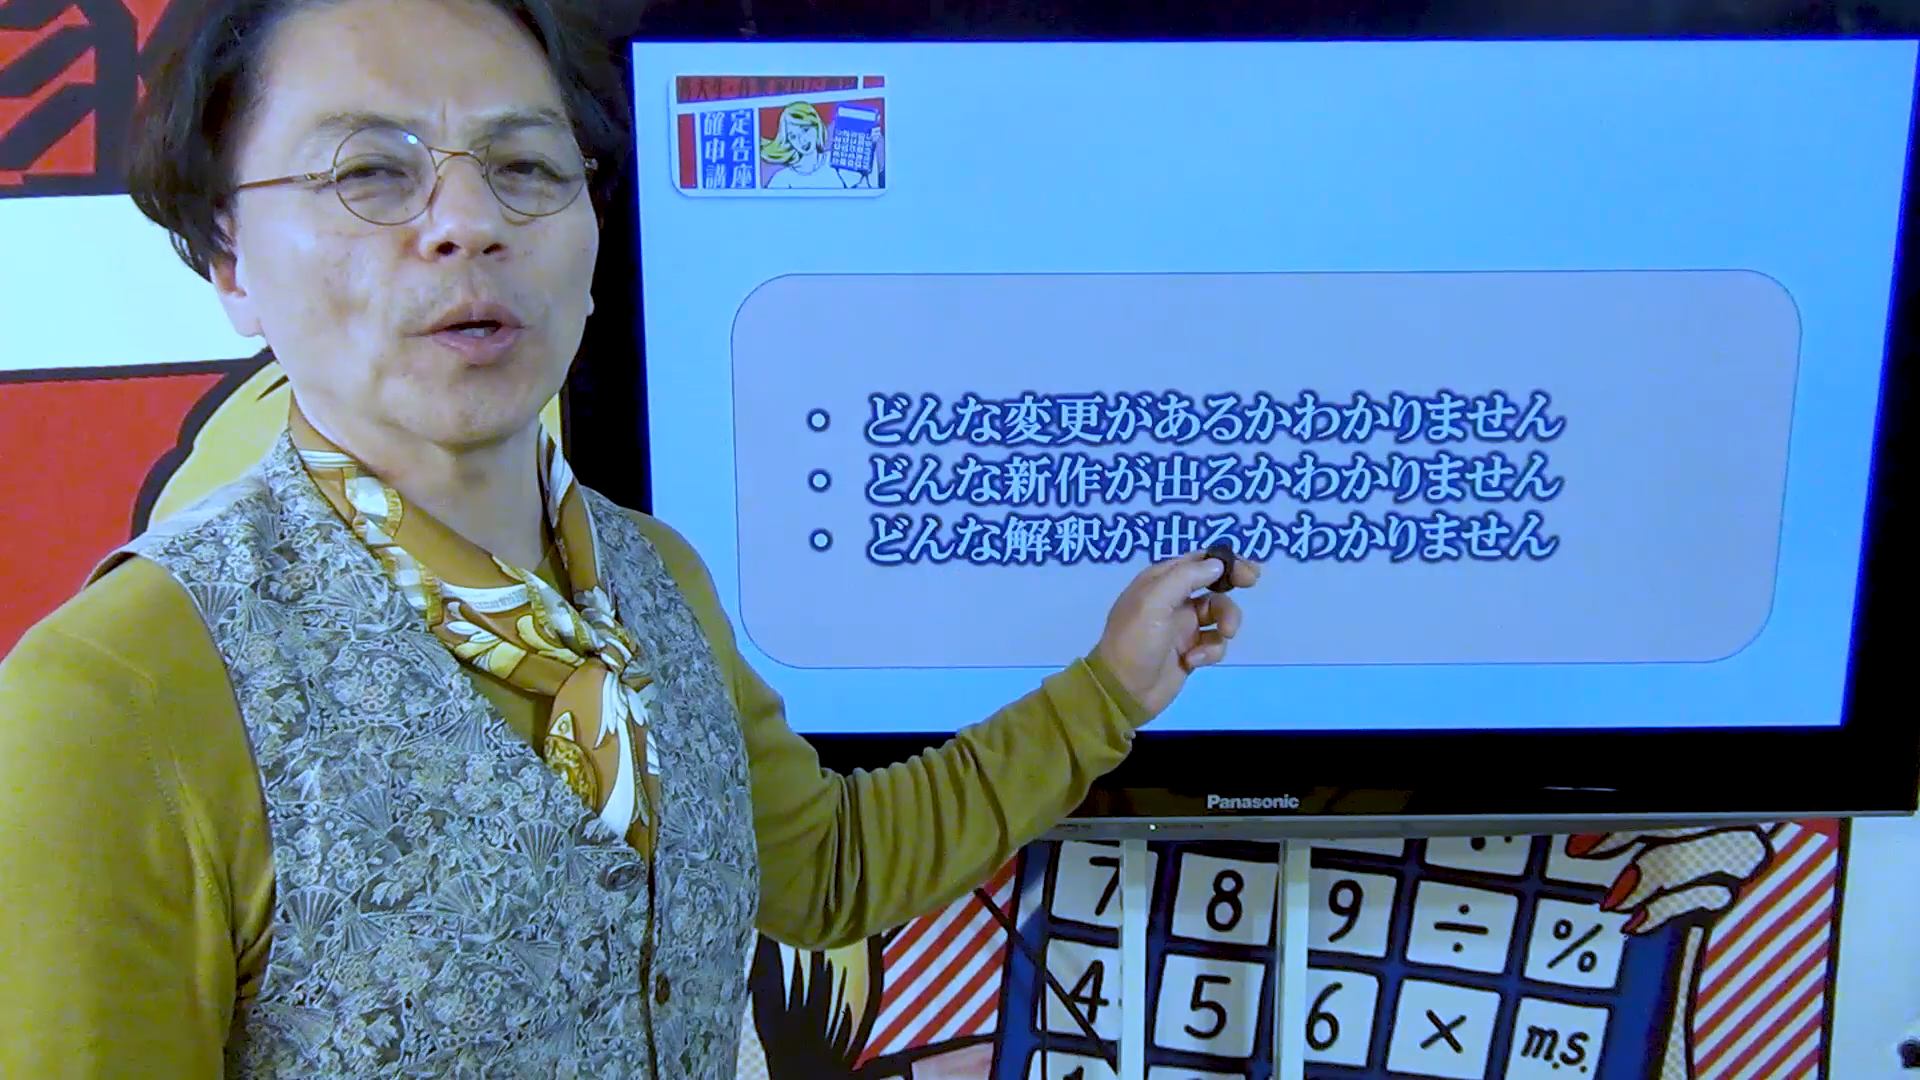 確定
申告
講座
• どんな変更があるかわかりません
• どんな新作が出るかわかりません
• どんな解釈が出るかわかりません
Panasonic
7 8 9 ÷ %
4 5 6 × m.s.